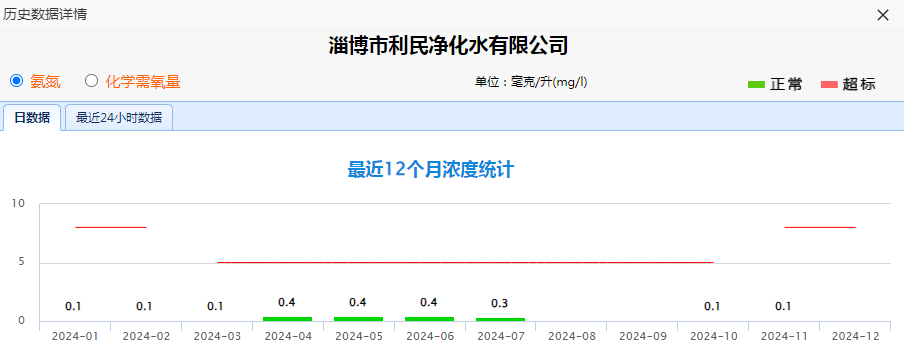 历史数据详情
淄博市利民净化水有限公司
氨氮 化学需氧量 单位：毫克/升(mg/l) 正常 超标
日数据 最近24小时数据
最近12个月浓度统计
10
5
0.1 0.1 0.1 0.4 0.4 0.4 0.3 0.1 0.1
0
2024-01 2024-02 2024-03 2024-04 2024-05 2024-06 2024-07 2024-08 2024-09 2024-10 2024-11 2024-12